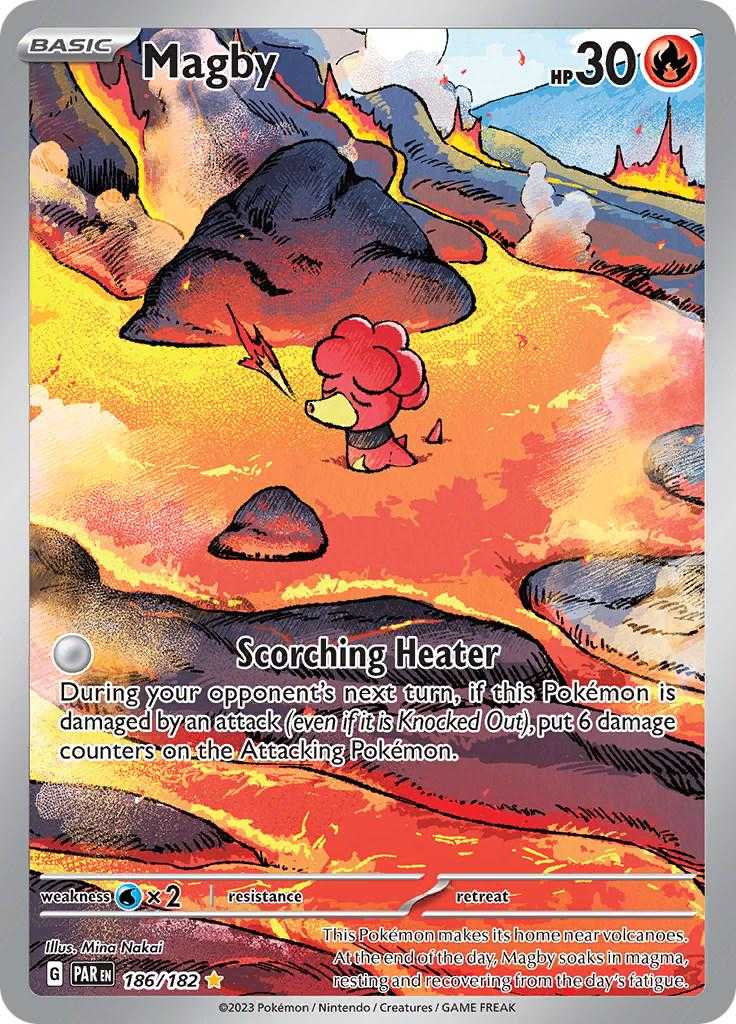 BASIC
Magby
HP30
Scorching Heater
During your opponent's next turn, if this Pokémon is
damaged by an attack (even if it is Knocked Out), put 6 damage
counters on the Attacking Pokémon.
weakness ×2 resistance retreat
Illus. Mina Nakai
This Pokémon makes its home near volcanoes.
At the end of the day, Magby soaks in magma,
resting and recovering from the day's fatigue.
G PAR EN 186/182
©2023 Pokémon / Nintendo / Creatures / GAME FREAK